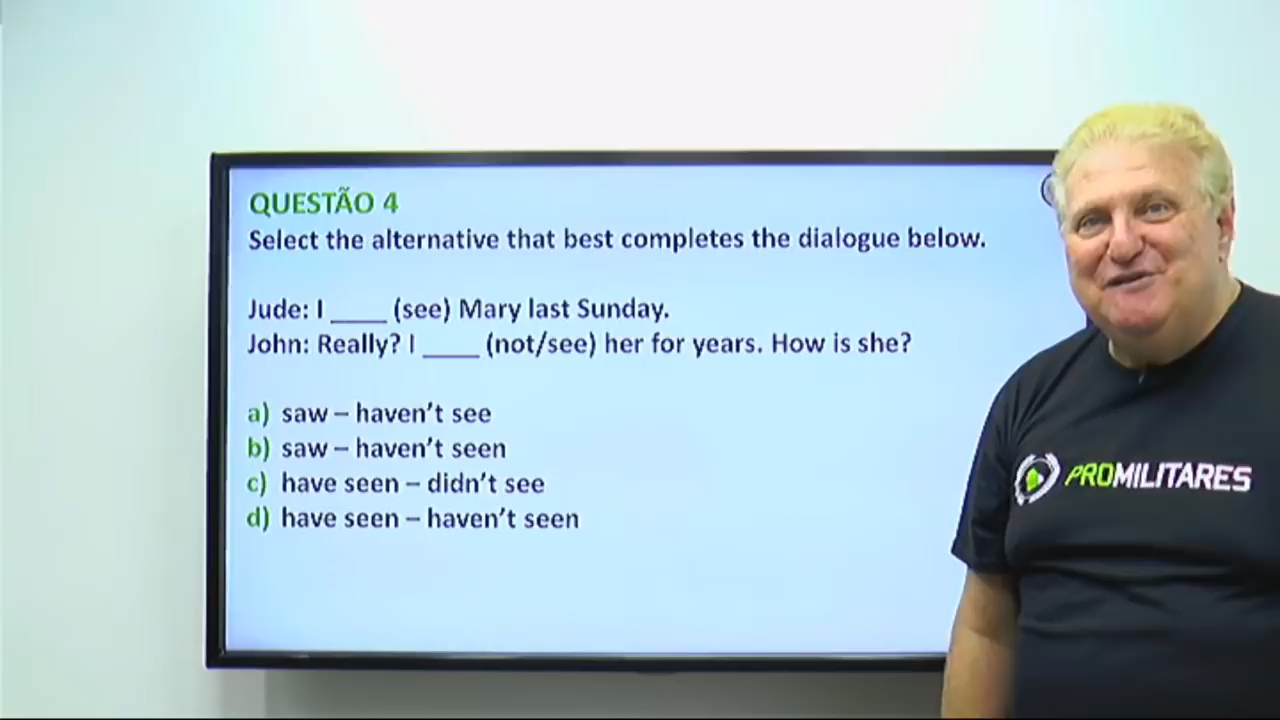 QUESTÃO 4
Select the alternative that best completes the dialogue below.
Jude: I ____ (see) Mary last Sunday.
John: Really? I ____ (not/see) her for years. How is she?
a) saw – haven't see
b) saw – haven't seen
c) have seen – didn't see
d) have seen – haven't seen
PROMILITARES